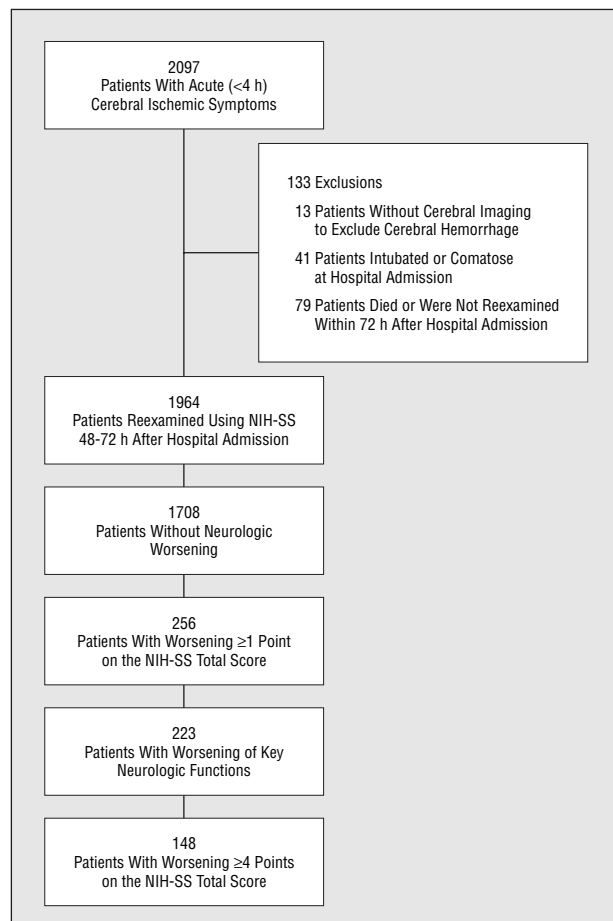 2097
Patients With Acute (<4 h)
Cerebral Ischemic Symptoms
133 Exclusions
13 Patients Without Cerebral Imaging
to Exclude Cerebral Hemorrhage
41 Patients Intubated or Comatose
at Hospital Admission
79 Patients Died or Were Not Reexamined
Within 72 h After Hospital Admission
1964
Patients Reexamined Using NIH-SS
48-72 h After Hospital Admission
1708
Patients Without Neurologic
Worsening
256
Patients With Worsening ≥1 Point
on the NIH-SS Total Score
223
Patients With Worsening of Key
Neurologic Functions
148
Patients With Worsening ≥4 Points
on the NIH-SS Total Score